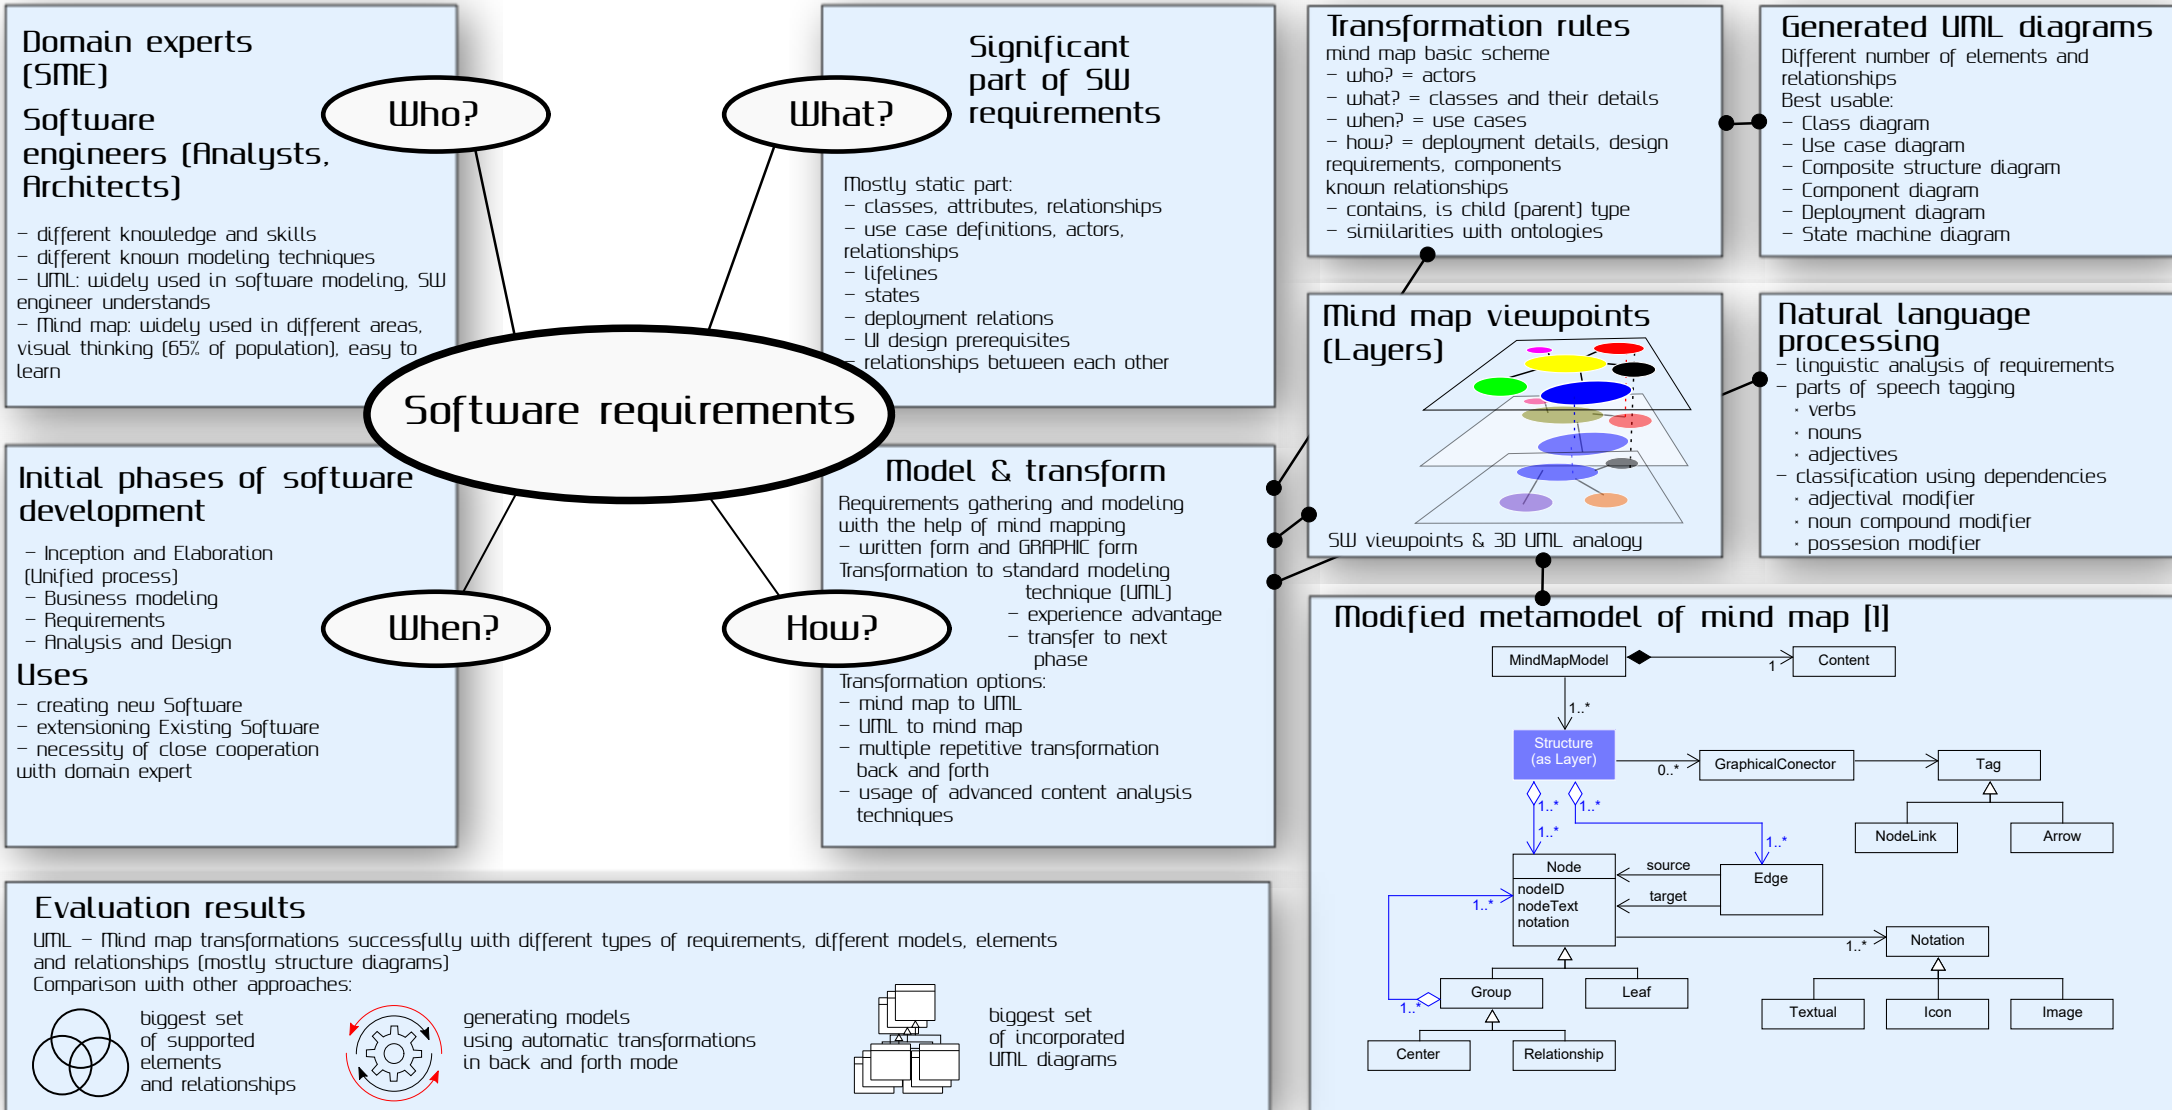 Domain experts
(SME)
Software
engineers (Analysts,
Architects)
- different knowledge and skills
- different known modeling techniques
- UML: widely used in software modeling, SW
engineer understands
- Mind map: widely used in different areas,
visual thinking (65% of population), easy to
learn
Who?
What?
Significant
part of SW
requirements
Mostly static part:
- classes, attributes, relationships
- use case definitions, actors,
relationships
- lifelines
- states
- deployment relations
- UI design prerequisites
- relationships between each other
Software requirements
Initial phases of software
development
- Inception and Elaboration
(Unified process)
- Business modeling
- Requirements
- Analysis and Design
Uses
- creating new Software
- extensioning Existing Software
- necessity of close cooperation
with domain expert
When?
How?
Model & transform
Requirements gathering and modeling
with the help of mind mapping
- written form and GRAPHIC form
Transformation to standard modeling
technique (UML)
- experience advantage
- transfer to next
phase
Transformation options:
- mind map to UML
- UML to mind map
- multiple repetitive transformation
back and forth
- usage of advanced content analysis
techniques
Transformation rules
mind map basic scheme
- who? = actors
- what? = classes and their details
- when? = use cases
- how? = deployment details, design
requirements, components
known relationships
- contains, is child (parent) type
- simiilarities with ontologies
Generated UML diagrams
Different number of elements and
relationships
Best usable:
- Class diagram
- Use case diagram
- Composite structure diagram
- Component diagram
- Deployment diagram
- State machine diagram
Mind map viewpoints
(Layers)
SW viewpoints & 3D UML analogy
Natural language
processing
- linguistic analysis of requirements
- parts of speech tagging
· verbs
· nouns
· adjectives
- classification using dependencies
· adjectival modifier
· noun compound modifier
· possesion modifier
Modified metamodel of mind map [1]
MindMapModel
1
Content
1..*
Structure
(as Layer)
0..*
GraphicalConector
Tag
1..*
1..*
1..*
1..*
NodeLink
Arrow
Node
nodeID
nodeText
notation
source
target
Edge
1..*
1..*
Notation
1..*
Group
Leaf
Textual
Icon
Image
Center
Relationship
Evaluation results
UML - Mind map transformations successfully with different types of requirements, different models, elements
and relationships (mostly structure diagrams)
Comparison with other approaches:
biggest set
of supported
elements
and relationships
generating models
using automatic transformations
in back and forth mode
biggest set
of incorporated
UML diagrams